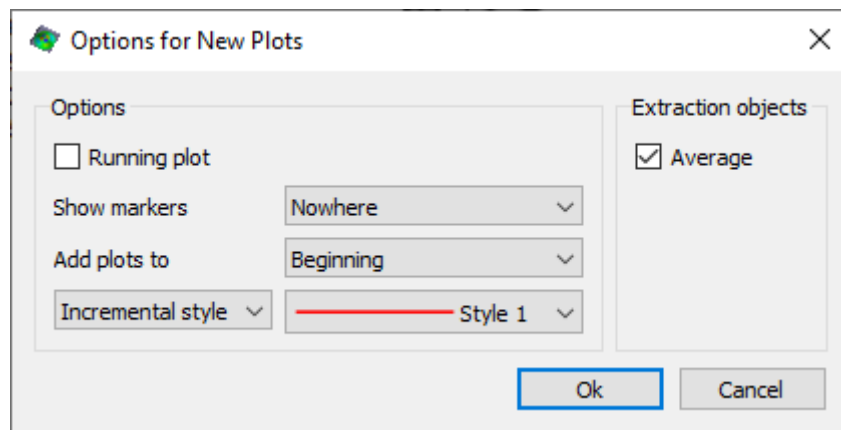 Options for New Plots
Options
Extraction objects
Running plot
Average
Show markers
Nowhere
Add plots to
Beginning
Incremental style
Style 1
Ok
Cancel